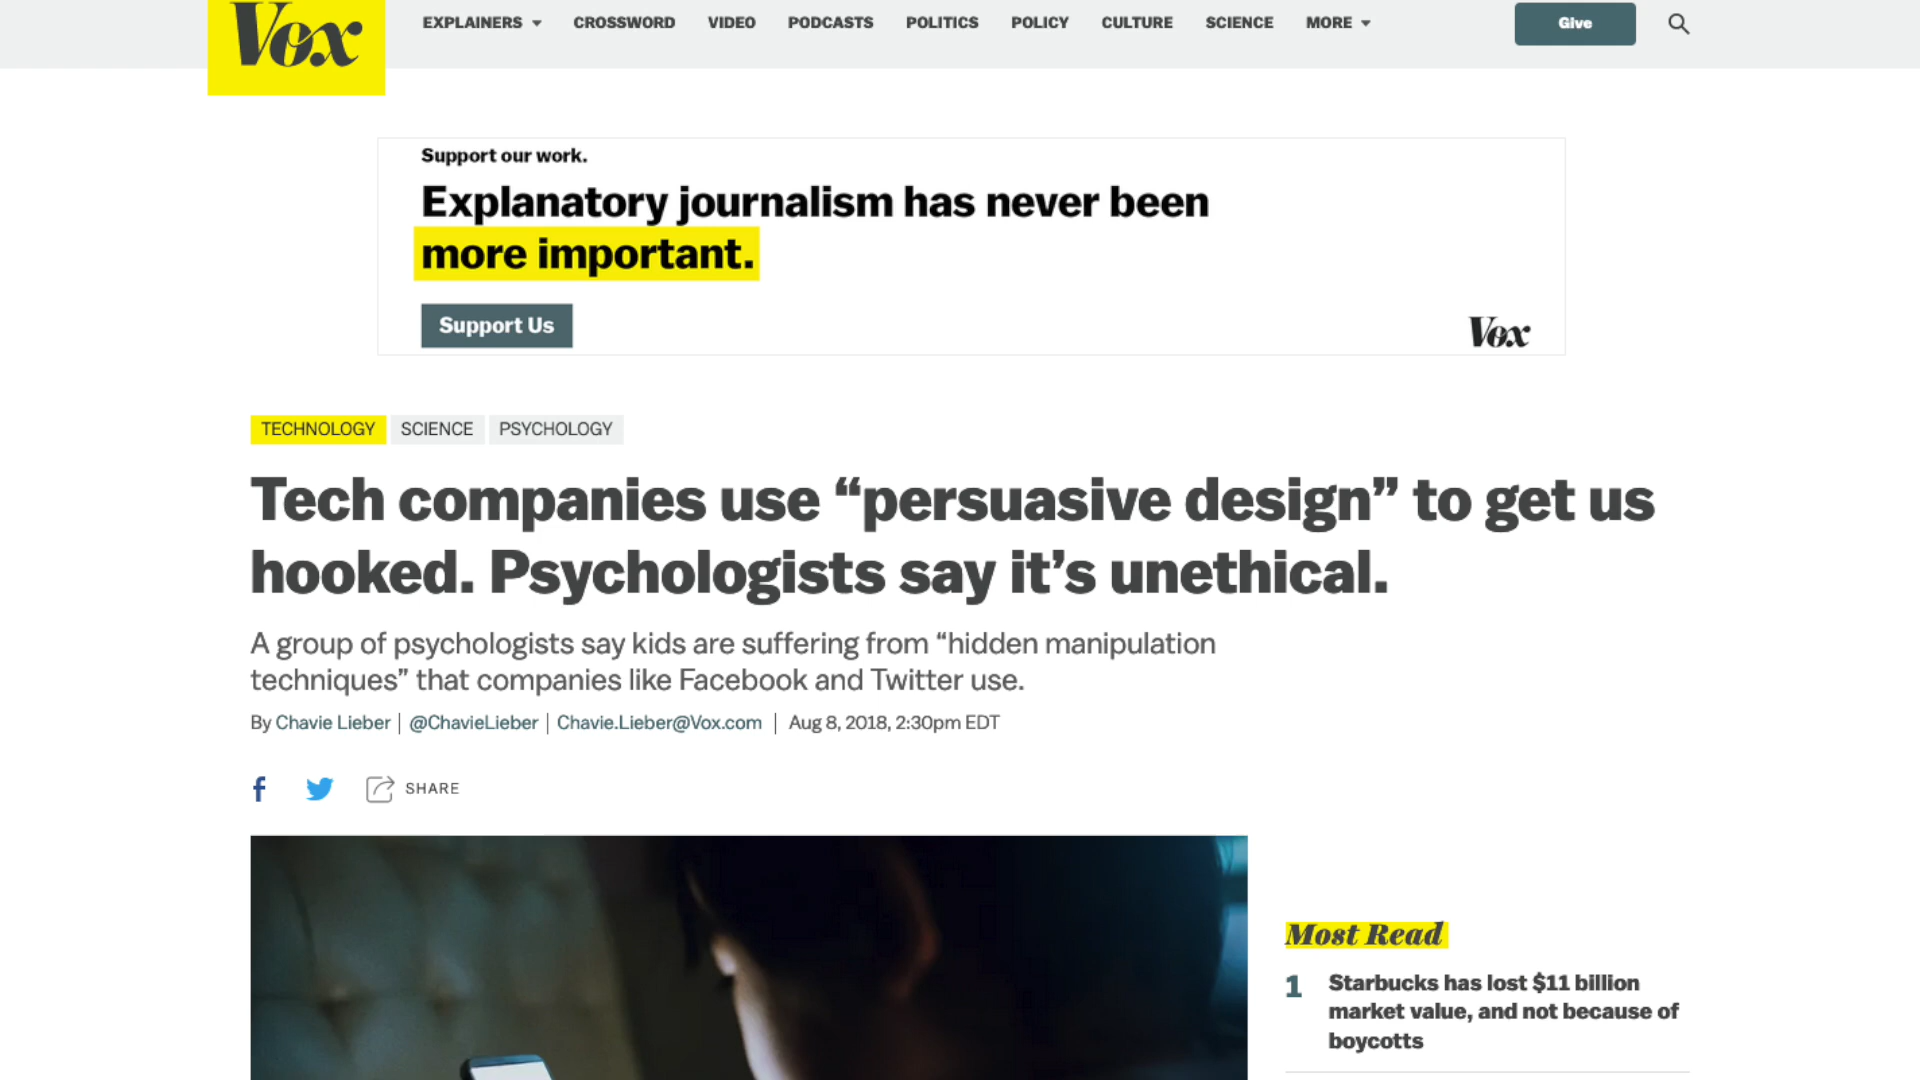 Vox
EXPLAINERS CROSSWORD VIDEO PODCASTS POLITICS POLICY CULTURE SCIENCE MORE Give
Support our work.
Explanatory journalism has never been
more important.
Support Us
Vox
TECHNOLOGY SCIENCE PSYCHOLOGY
Tech companies use “persuasive design” to get us
hooked. Psychologists say it’s unethical.
A group of psychologists say kids are suffering from “hidden manipulation
techniques” that companies like Facebook and Twitter use.
By Chavie Lieber | @ChavieLieber | Chavie.Lieber@Vox.com | Aug 8, 2018, 2:30pm EDT
SHARE
Most Read
1 Starbucks has lost $11 billion
market value, and not because of
boycotts